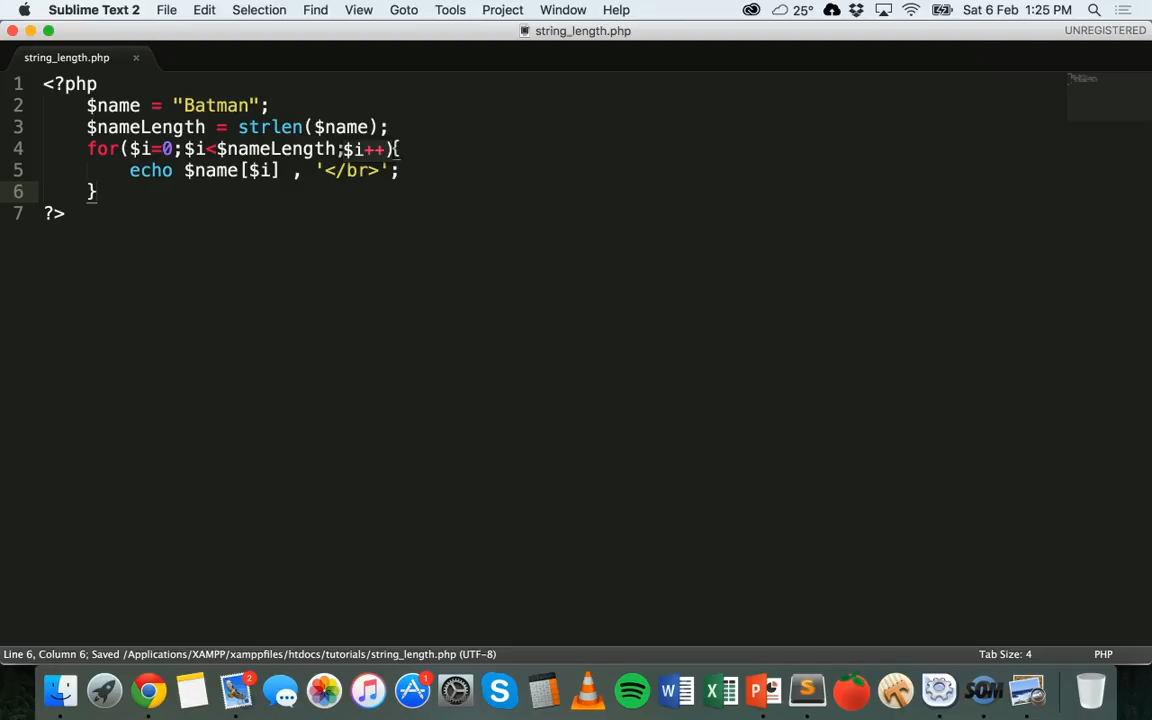 Sublime Text 2 File Edit Selection Find View Goto Tools Project Window Help 25° Sat 6 Feb 1:25 PM
string_length.php UNREGISTERED
string_length.php ×
1 <?php
2 $name = "Batman";
3 $nameLength = strlen($name);
4 for($i=0;$i<$nameLength;$i++){
5 echo $name[$i] , '</br>';
6 }
7 ?>
Line 6, Column 6; Saved /Applications/XAMPP/xamppfiles/htdocs/tutorials/string_length.php (UTF-8) Tab Size: 4 PHP
2 1 S W X P S SOM